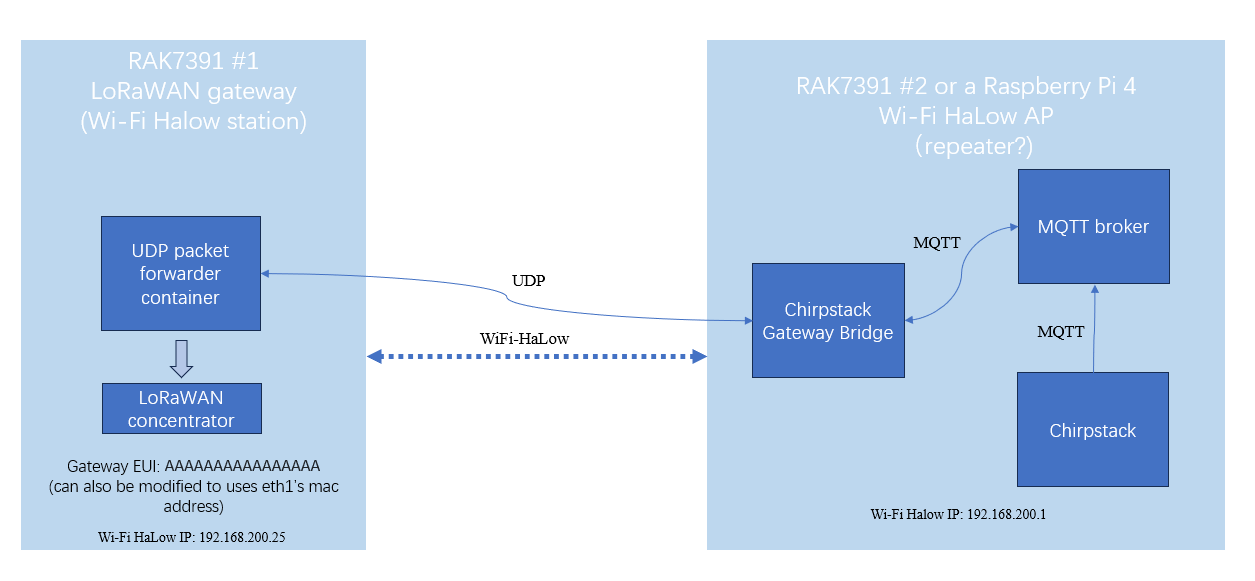 RAK7391 #1
LoRaWAN gateway
(Wi-Fi Halow station)
UDP packet
forwarder
container
LoRaWAN
concentrator
Gateway EUI: AAAAAAAAAAAAAAAA
(can also be modified to uses eth1's mac
address)
Wi-Fi HaLow IP: 192.168.200.25
UDP
WiFi-HaLow
RAK7391 #2 or a Raspberry Pi 4
Wi-Fi HaLow AP
(repeater?)
MQTT broker
MQTT
Chirpstack
Gateway Bridge
MQTT
Chirpstack
Wi-Fi Halow IP: 192.168.200.1